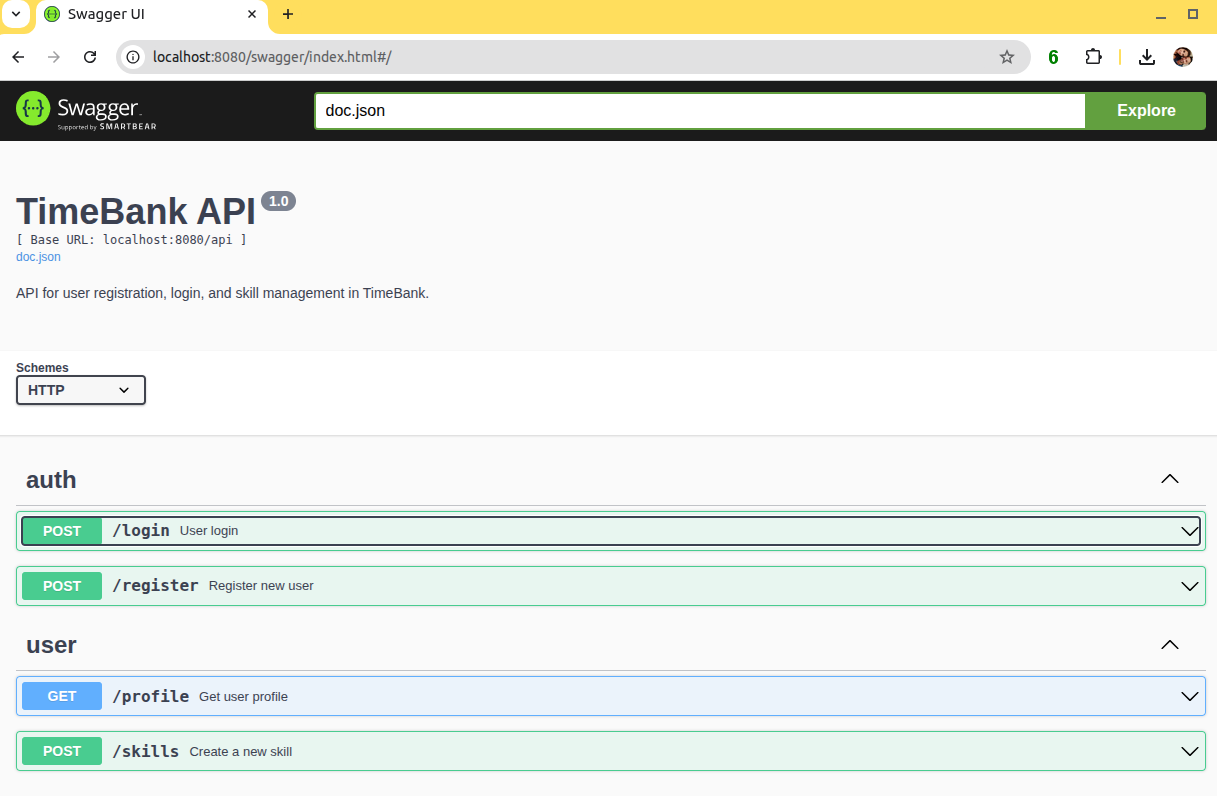 Swagger UI
localhost:8080/swagger/index.html#/
6
Swagger
Supported by SMARTBEAR
doc.json
Explore
TimeBank API 1.0
[ Base URL: localhost:8080/api ]
doc.json
API for user registration, login, and skill management in TimeBank.
Schemes
HTTP
auth
POST /login User login
POST /register Register new user
user
GET /profile Get user profile
POST /skills Create a new skill